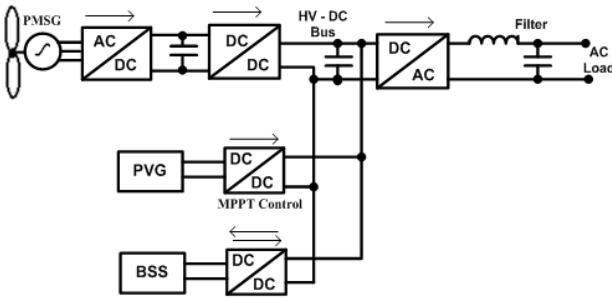 PMSG
AC
DC
DC
DC
HV - DC
Bus
DC
AC
Filter
AC
Load
PVG
DC
DC
MPPT Control
BSS
DC
DC